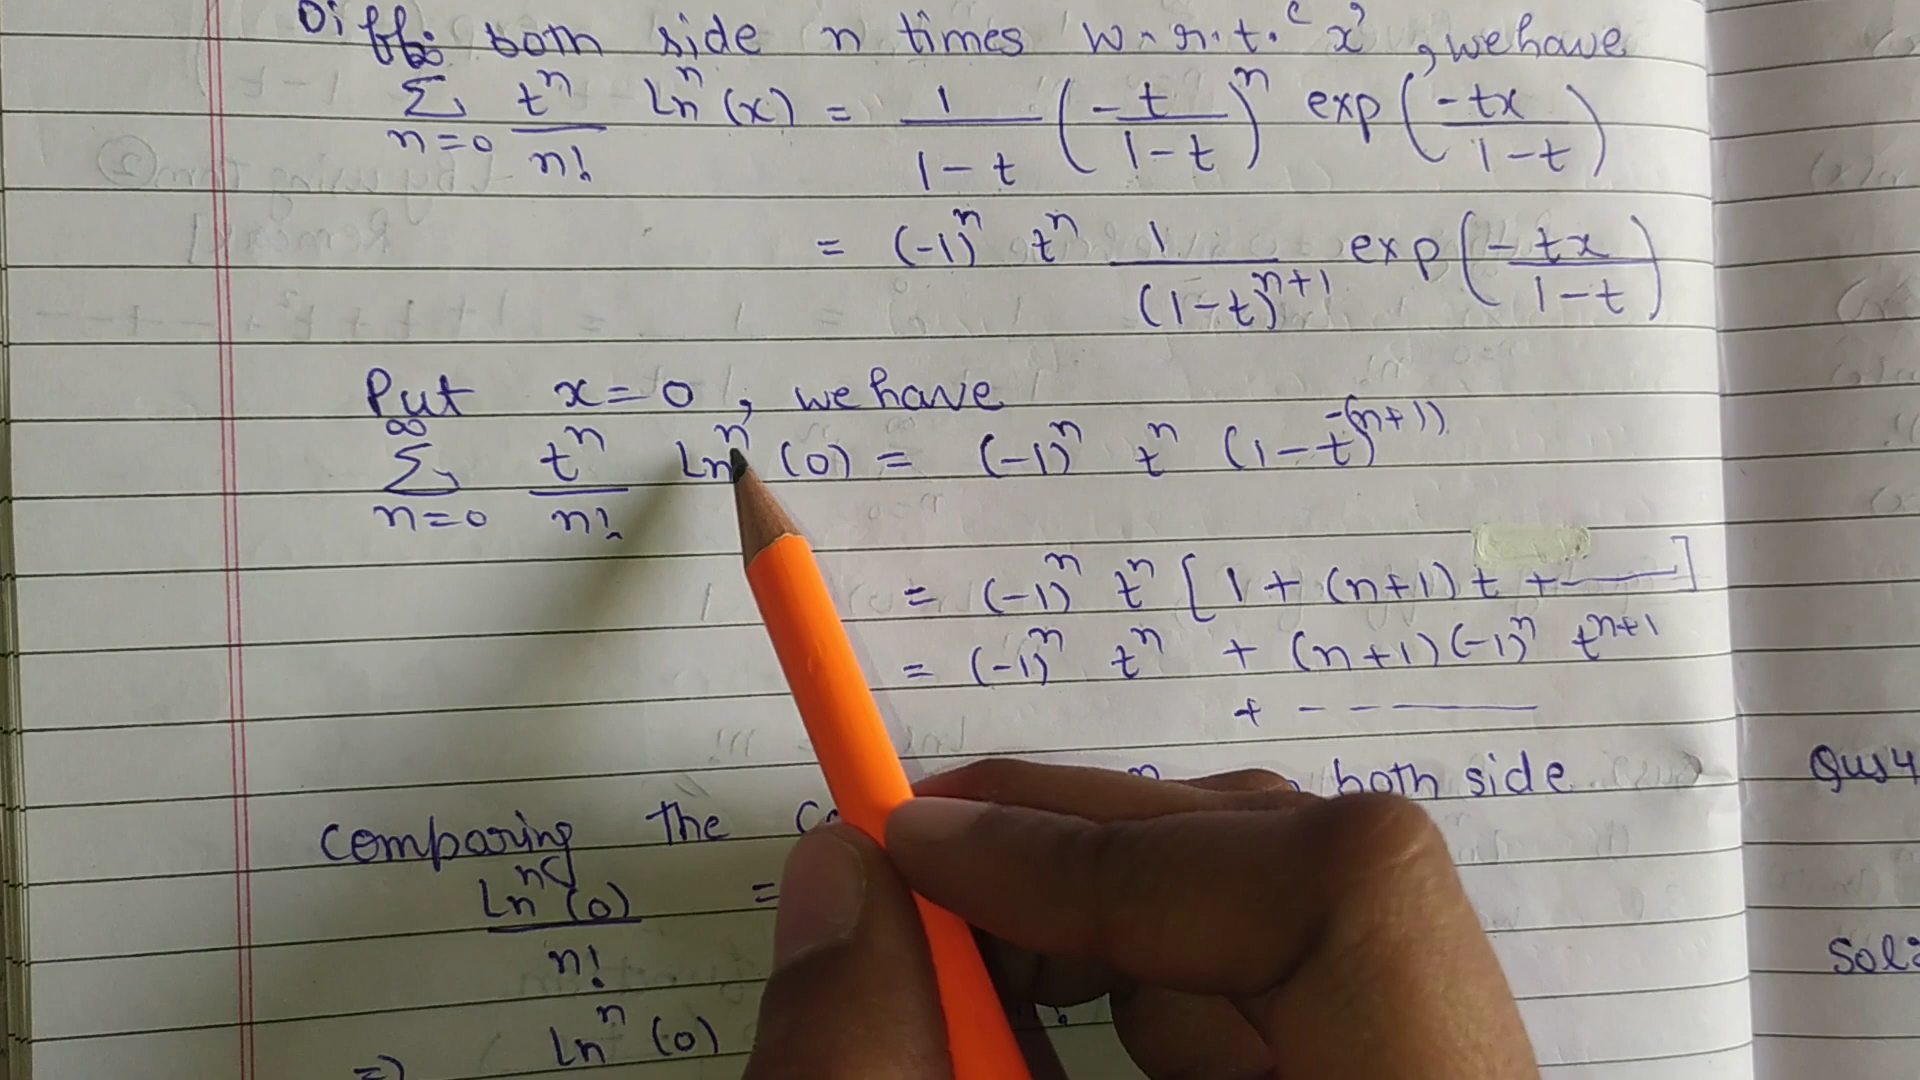 Diff. both side n times w.r.t. 'x', we have
∞
Σ tⁿ/n! Lnⁿ(x) = 1/(1-t) (-t/(1-t))ⁿ exp(-tx/(1-t))
n=0
= (-1)ⁿ tⁿ 1/(1-t)ⁿ⁺¹ exp(-tx/(1-t))
Put x=0, we have
∞
Σ tⁿ/n! Lnⁿ(0) = (-1)ⁿ tⁿ (1-t)^-(n+1)
n=0
= (-1)ⁿ tⁿ [1 + (n+1) t + ---]
= (-1)ⁿ tⁿ + (n+1) (-1)ⁿ tⁿ⁺¹
+ - - ---
Comparing the both side
Lnⁿ(0)/n! =
⇒ Lnⁿ(0)
Qus 4
Sol: